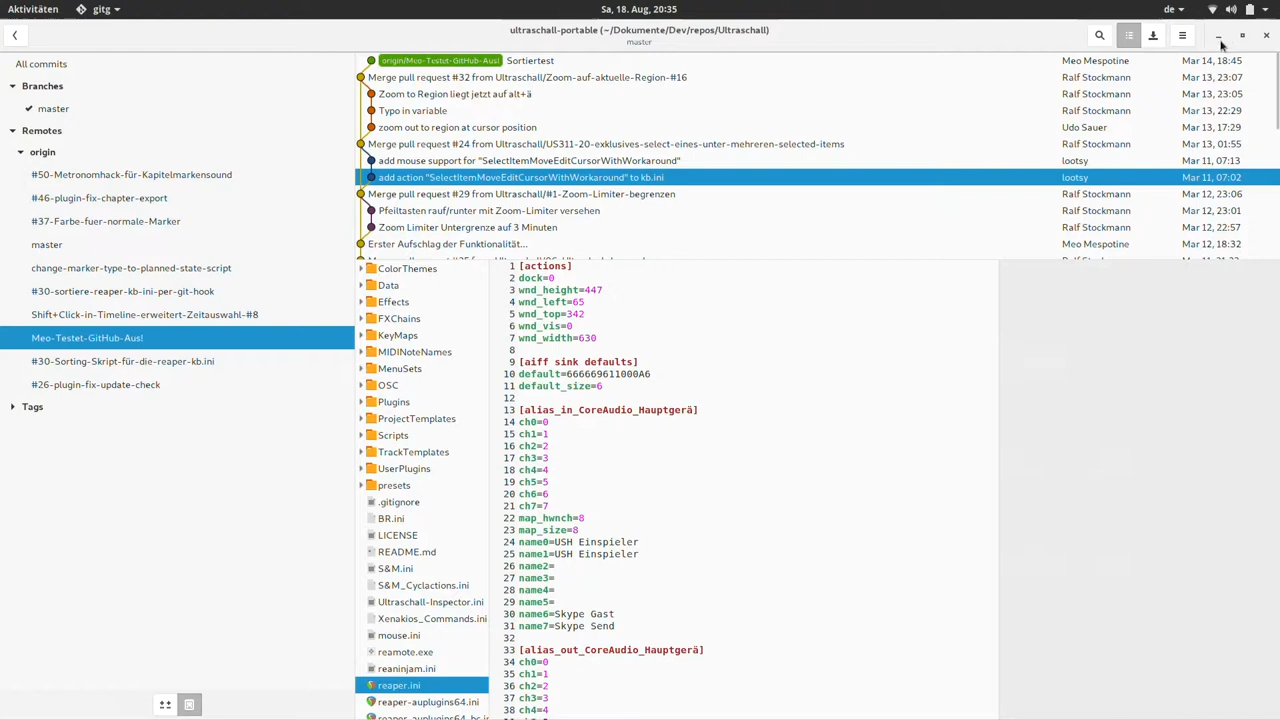 Aktivitäten
gitg
Sa, 18. Aug, 20:35
de
ultraschall-portable (~/Dokumente/Dev/repos/Ultraschall)
master
All commits
Branches
master
Remotes
origin
#50-Metronomhack-für-Kapitelmarkensound
#46-plugin-fix-chapter-export
#37-Farbe-fuer-normale-Marker
master
change-marker-type-to-planned-state-script
#30-sortiere-reaper-kb-ini-per-git-hook
Shift+Click-in-Timeline-erweitert-Zeitauswahl-#8
Meo-Testet-GitHub-Aus!
#30-Sorting-Skript-für-die-reaper-kb.ini
#26-plugin-fix-update-check
Tags
origin/Meo-Testet-GitHub-Aus! Sortiertest Meo Mespotine Mar 14, 18:45
Merge pull request #32 from Ultraschall/Zoom-auf-aktuelle-Region-#16 Ralf Stockmann Mar 13, 23:07
Zoom to Region liegt jetzt auf alt+ä Ralf Stockmann Mar 13, 23:05
Typo in variable Ralf Stockmann Mar 13, 22:29
zoom out to region at cursor position Udo Sauer Mar 13, 17:29
Merge pull request #24 from Ultraschall/US311-20-exklusives-select-eines-unter-mehreren-selected-items Ralf Stockmann Mar 13, 01:55
add mouse support for "SelectItemMoveEditCursorWithWorkaround" lootsy Mar 11, 07:13
add action "SelectItemMoveEditCursorWithWorkaround" to kb.ini lootsy Mar 11, 07:02
Merge pull request #29 from Ultraschall/#1-Zoom-Limiter-begrenzen Ralf Stockmann Mar 12, 23:06
Pfeiltasten rauf/runter mit Zoom-Limiter versehen Ralf Stockmann Mar 12, 23:01
Zoom Limiter Untergrenze auf 3 Minuten Ralf Stockmann Mar 12, 22:57
Erster Aufschlag der Funktionalität... Meo Mespotine Mar 12, 18:32
ColorThemes
Data
Effects
FXChains
KeyMaps
MIDINoteNames
MenuSets
OSC
Plugins
ProjectTemplates
Scripts
TrackTemplates
UserPlugins
presets
.gitignore
BR.ini
LICENSE
README.md
S&M.ini
S&M_Cyclactions.ini
Ultraschall-Inspector.ini
Xenakios_Commands.ini
mouse.ini
reamote.exe
reaninjam.ini
reaper.ini
reaper-auplugins64.ini
1 [actions]
2 dock=0
3 wnd_height=447
4 wnd_left=65
5 wnd_top=342
6 wnd_vis=0
7 wnd_width=630
8
9 [aiff sink defaults]
10 default=666669611000A6
11 default_size=6
12
13 [alias_in_CoreAudio_Hauptgerä]
14 ch0=0
15 ch1=1
16 ch2=2
17 ch3=3
18 ch4=4
19 ch5=5
20 ch6=6
21 ch7=7
22 map_hwnch=8
23 map_size=8
24 name0=USH Einspieler
25 name1=USH Einspieler
26 name2=
27 name3=
28 name4=
29 name5=
30 name6=Skype Gast
31 name7=Skype Send
32
33 [alias_out_CoreAudio_Hauptgerä]
34 ch0=0
35 ch1=1
36 ch2=2
37 ch3=3
38 ch4=4